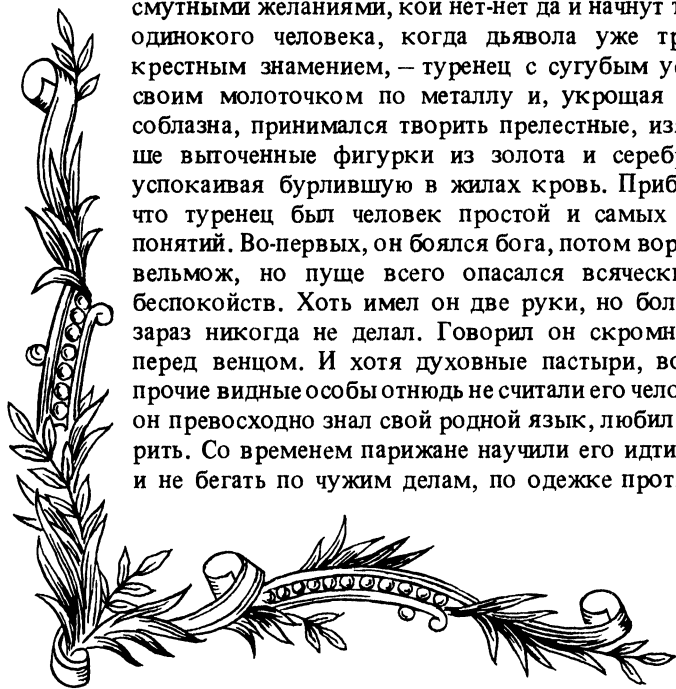 смутными желаниями, кои нет-нет да и начнут т
одинокого человека, когда дьявола уже тр
крестным знамением, — туренец с сугубым ус
своим молоточком по металлу и, укрощая
соблазна, принимался творить прелестные, из
ше выточенные фигурки из золота и сереб
успокаивая бурлившую в жилах кровь. Приб
что туренец был человек простой и самых
понятий. Во-первых, он боялся бога, потом вор
вельмож, но пуще всего опасался всячески
беспокойств. Хоть имел он две руки, но бол
зараз никогда не делал. Говорил он скромн
перед венцом. И хотя духовные пастыри, во
прочие видные особы отнюдь не считали его чело
он превосходно знал свой родной язык, любил
рить. Со временем парижане научили его идти
и не бегать по чужим делам, по одежке прот